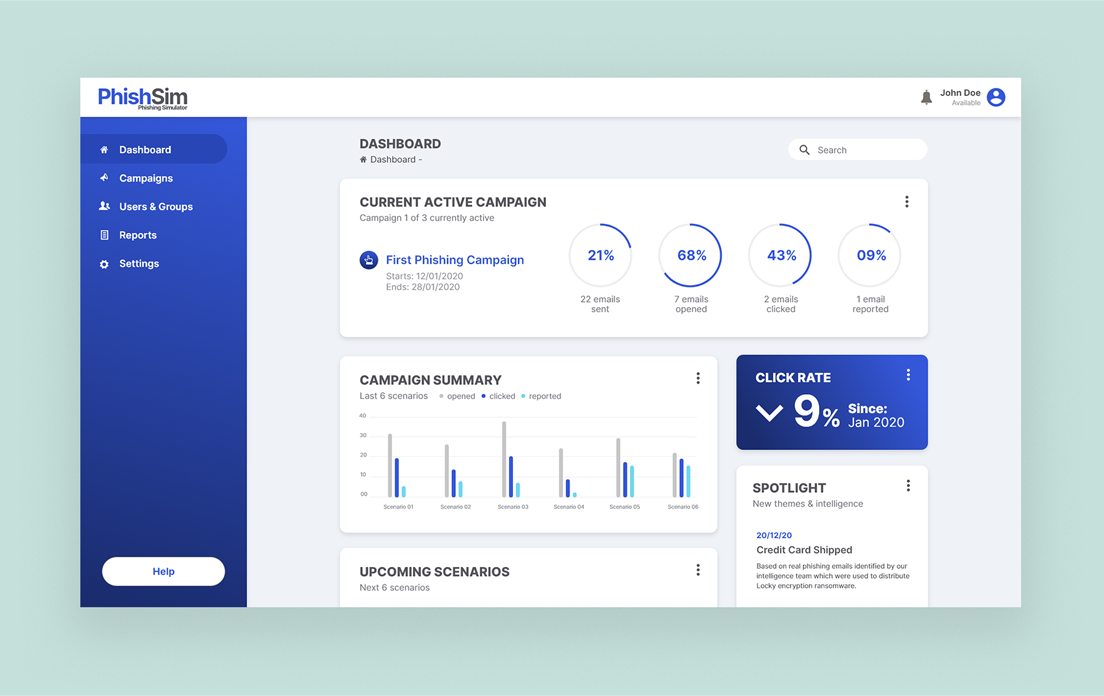 PhishSim
Phishing Simulator
John Doe
Available
Dashboard
Campaigns
Users & Groups
Reports
Settings
Help
DASHBOARD
Dashboard -
Search
CURRENT ACTIVE CAMPAIGN
Campaign 1 of 3 currently active
First Phishing Campaign
Starts: 12/01/2020
Ends: 28/01/2020
21%
22 emails
sent
68%
7 emails
opened
43%
2 emails
clicked
09%
1 email
reported
CAMPAIGN SUMMARY
Last 6 scenarios opened clicked reported
40
30
20
10
00
Scenario 01 Scenario 02 Scenario 03 Scenario 04 Scenario 05 Scenario 06
CLICK RATE
9%
Since:
Jan 2020
SPOTLIGHT
New themes & intelligence
20/12/20
Credit Card Shipped
Based on real phishing emails identified by our
intelligence team which were used to distribute
Locky encryption ransomware.
UPCOMING SCENARIOS
Next 6 scenarios